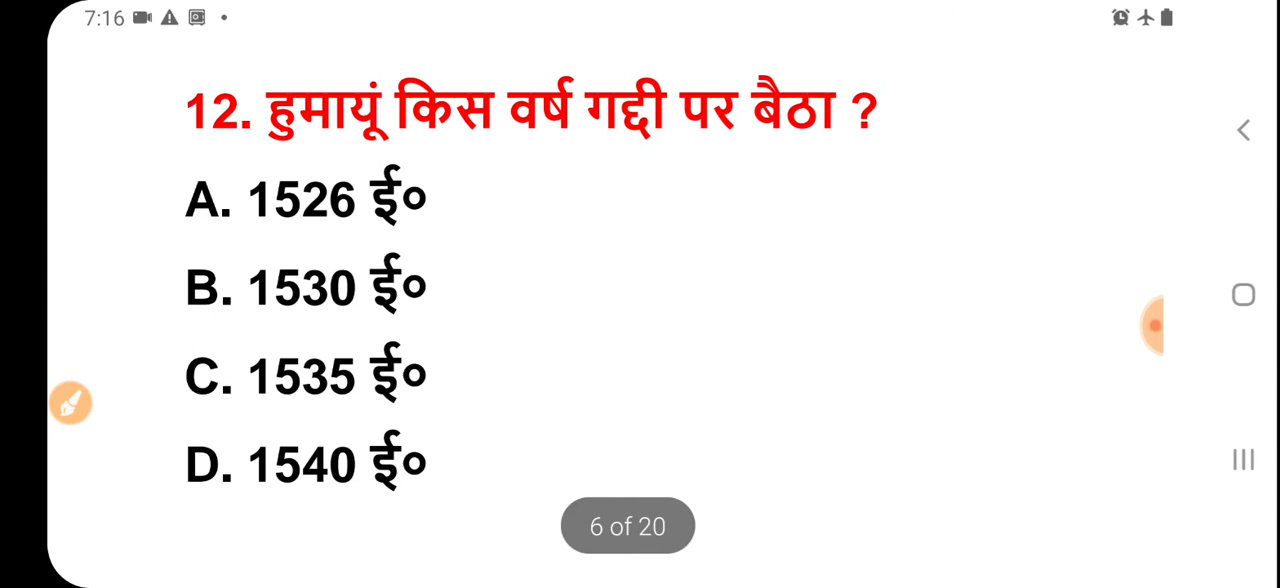 7:16
12. हुमायूं किस वर्ष गद्दी पर बैठा ?
A. 1526 ई०
B. 1530 ई०
C. 1535 ई०
D. 1540 ई०
6 of 20